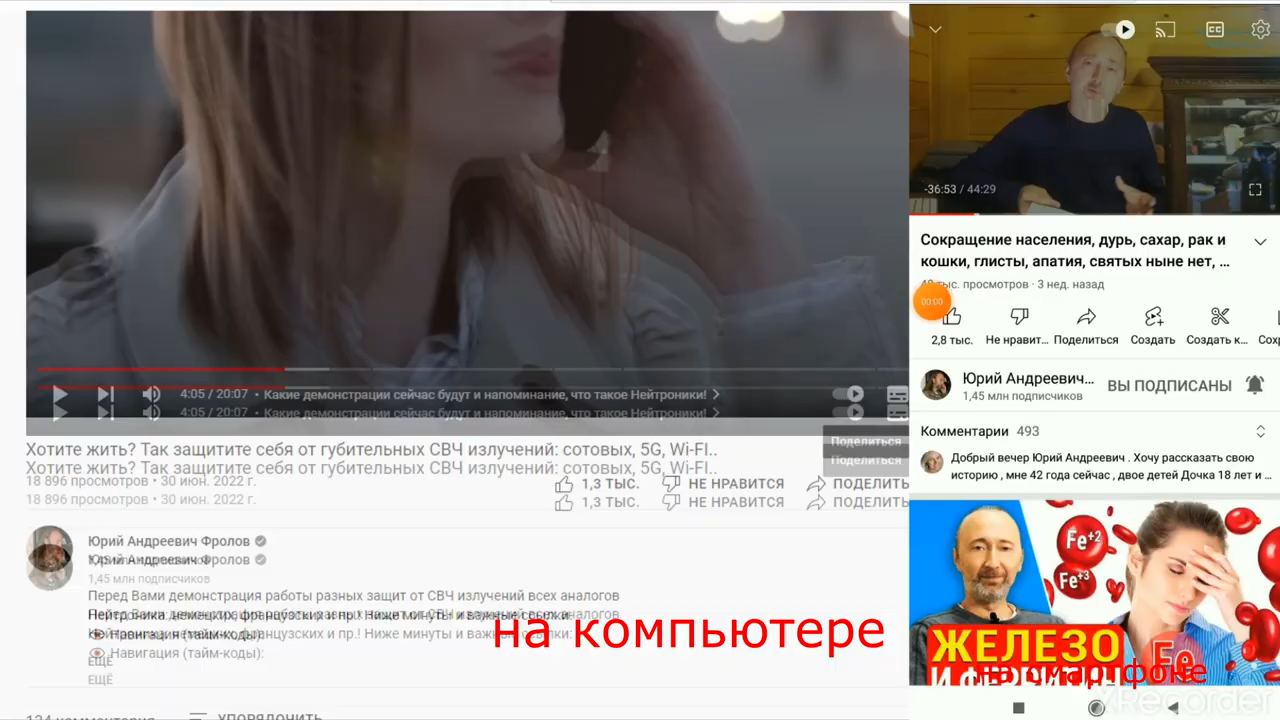 4:05 / 20:07 • Какие демонстрации сейчас будут и напоминание, что такое Нейтроники!
4:05 / 20:07 • Какие демонстрации сейчас будут и напоминание, что такое Нейтроники!
Поделиться
Поделиться
Хотите жить? Так защитите себя от губительных СВЧ излучений: сотовых, 5G, Wi-FI..
Хотите жить? Так защитите себя от губительных СВЧ излучений: сотовых, 5G, Wi-FI..
18 896 просмотров • 30 июн. 2022 г.
18 896 просмотров • 30 июн. 2022 г.
1,3 ТЫС. НЕ НРАВИТСЯ ПОДЕЛИТЬ
1,3 ТЫС. НЕ НРАВИТСЯ ПОДЕЛИТЬ
Юрий Андреевич Фролов
Юрий Андреевич Фролов
1,45 млн подписчиков
Перед Вами демонстрация работы разных защит от СВЧ излучений всех аналогов
Нейтроника: немецких, французских и пр.! Ниже минуты и важные ссылки:
Навигация (тайм-коды):
Навигация (тайм-коды):
ЕЩЁ
ЕЩЁ
УПОРЯДОЧИТЬ
на компьютере
CC
-36:53 / 44:29
Сокращение населения, дурь, сахар, рак и
кошки, глисты, апатия, святых ныне нет, ...
тыс. просмотров · 3 нед. назад
00:00
2,8 тыс. Не нравит... Поделиться Создать Создать к... Сох
Юрий Андреевич...
1,45 млн подписчиков
ВЫ ПОДПИСАНЫ
Комментарии 493
Добрый вечер Юрий Андреевич . Хочу рассказать свою
историю , мне 42 года сейчас , двое детей Дочка 18 лет и ...
Fe+2
Fe+3
ЖЕЛЕЗО
Fe
XRecorder